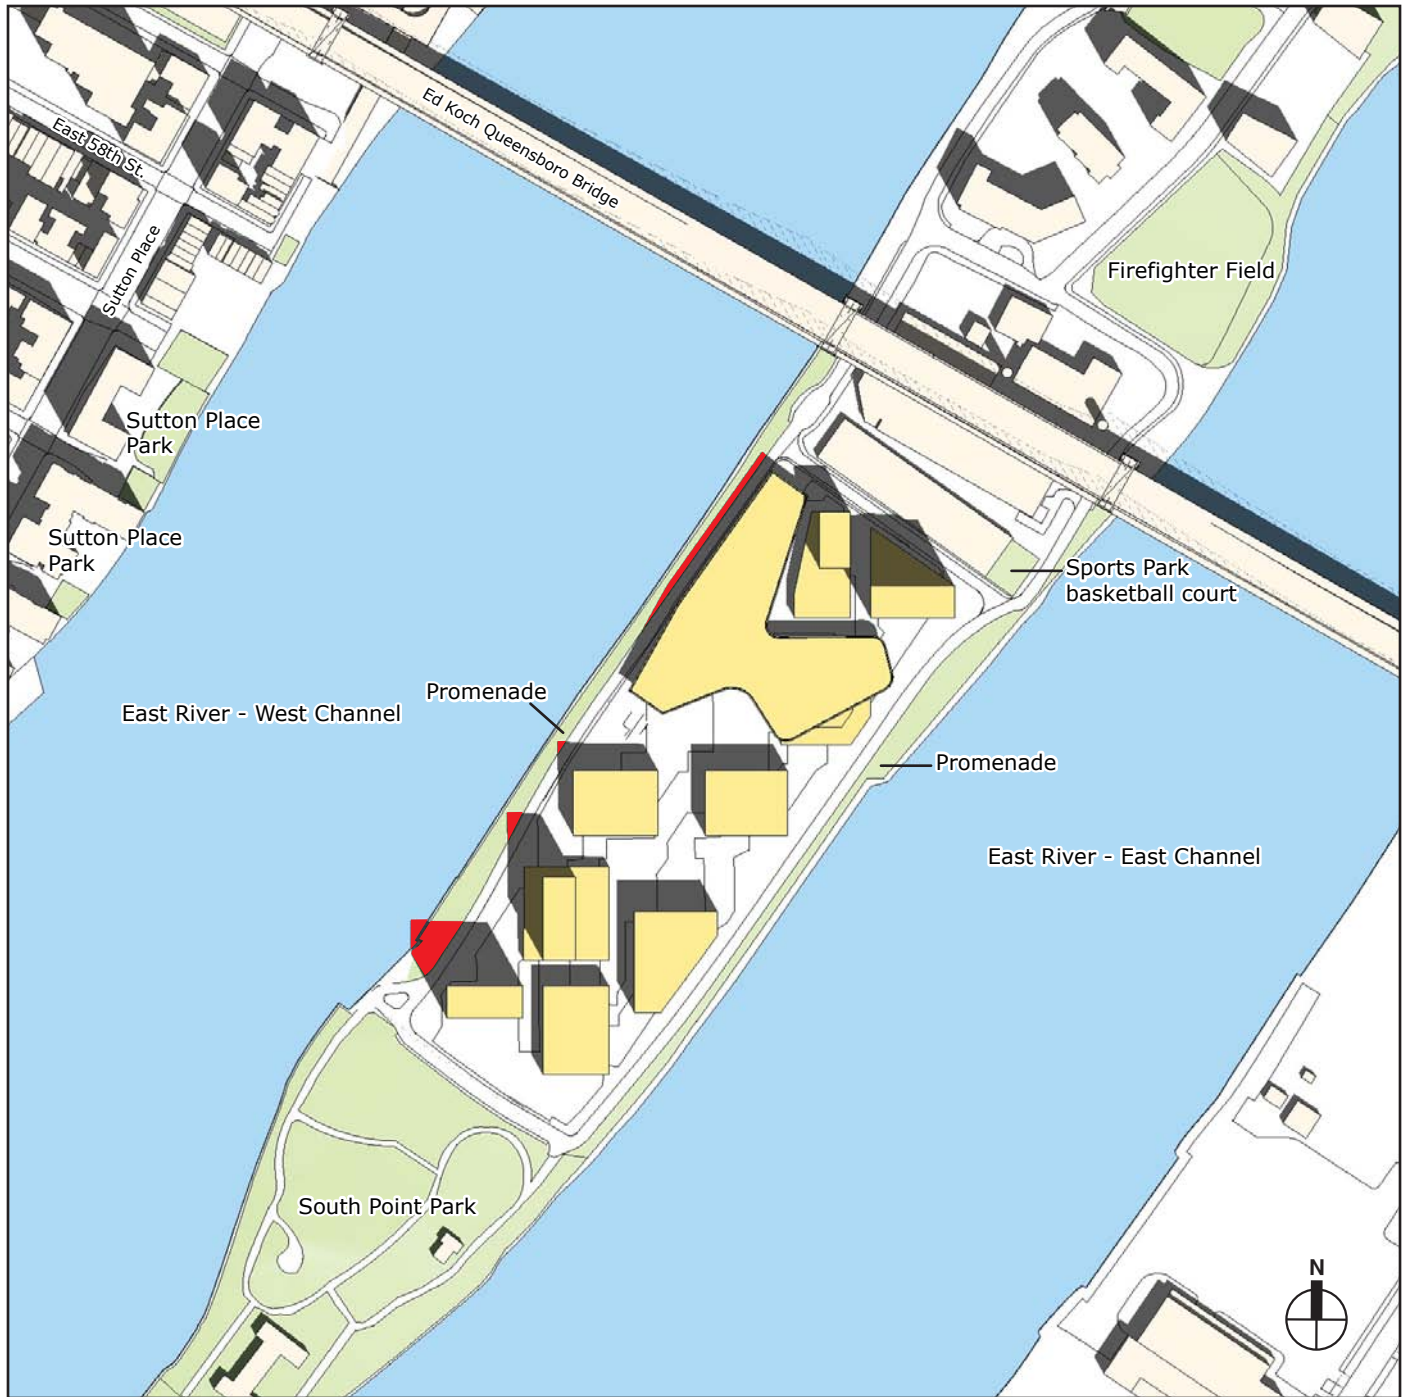 Ed Koch Queensboro Bridge
East 58th St.
Sutton Place
Firefighter Field
Sutton Place
Park
Sutton Place
Park
Sports Park
basketball court
Promenade
East River - West Channel
Promenade
East River - East Channel
South Point Park
N